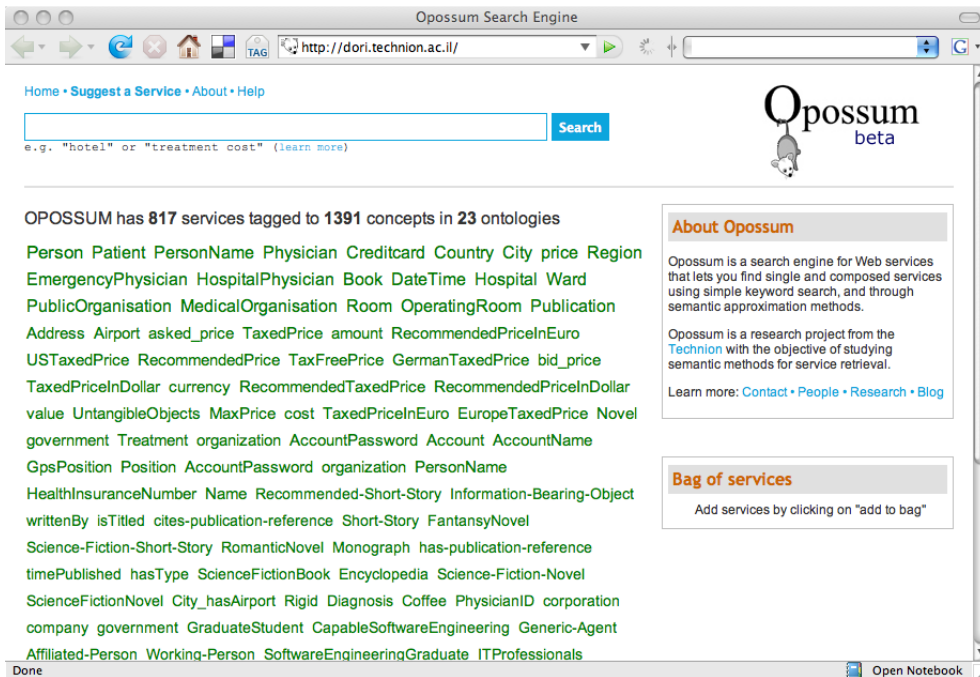 Opossum Search Engine
TAG
http://dori.technion.ac.il/
G
Home • Suggest a Service • About • Help
Search
e.g. "hotel" or "treatment cost" (learn more)
Opossum
beta
OPOSSUM has 817 services tagged to 1391 concepts in 23 ontologies
Person Patient PersonName Physician Creditcard Country City price Region
EmergencyPhysician HospitalPhysician Book DateTime Hospital Ward
PublicOrganisation MedicalOrganisation Room OperatingRoom Publication
Address Airport asked_price TaxedPrice amount RecommendedPriceInEuro
USTaxedPrice RecommendedPrice TaxFreePrice GermanTaxedPrice bid_price
TaxedPriceInDollar currency RecommendedTaxedPrice RecommendedPriceInDollar
value UntangibleObjects MaxPrice cost TaxedPriceInEuro EuropeTaxedPrice Novel
government Treatment organization AccountPassword Account AccountName
GpsPosition Position AccountPassword organization PersonName
HealthInsuranceNumber Name Recommended-Short-Story Information-Bearing-Object
writtenBy isTitled cites-publication-reference Short-Story FantansyNovel
Science-Fiction-Short-Story RomanticNovel Monograph has-publication-reference
timePublished hasType ScienceFictionBook Encyclopedia Science-Fiction-Novel
ScienceFictionNovel City_hasAirport Rigid Diagnosis Coffee PhysicianID corporation
company government GraduateStudent CapableSoftwareEngineering Generic-Agent
Affiliated-Person Working-Person SoftwareEngineeringGraduate ITProfessionals
About Opossum
Opossum is a search engine for Web services
that lets you find single and composed services
using simple keyword search, and through
semantic approximation methods.
Opossum is a research project from the
Technion with the objective of studying
semantic methods for service retrieval.
Learn more: Contact • People • Research • Blog
Bag of services
Add services by clicking on "add to bag"
Done
Open Notebook